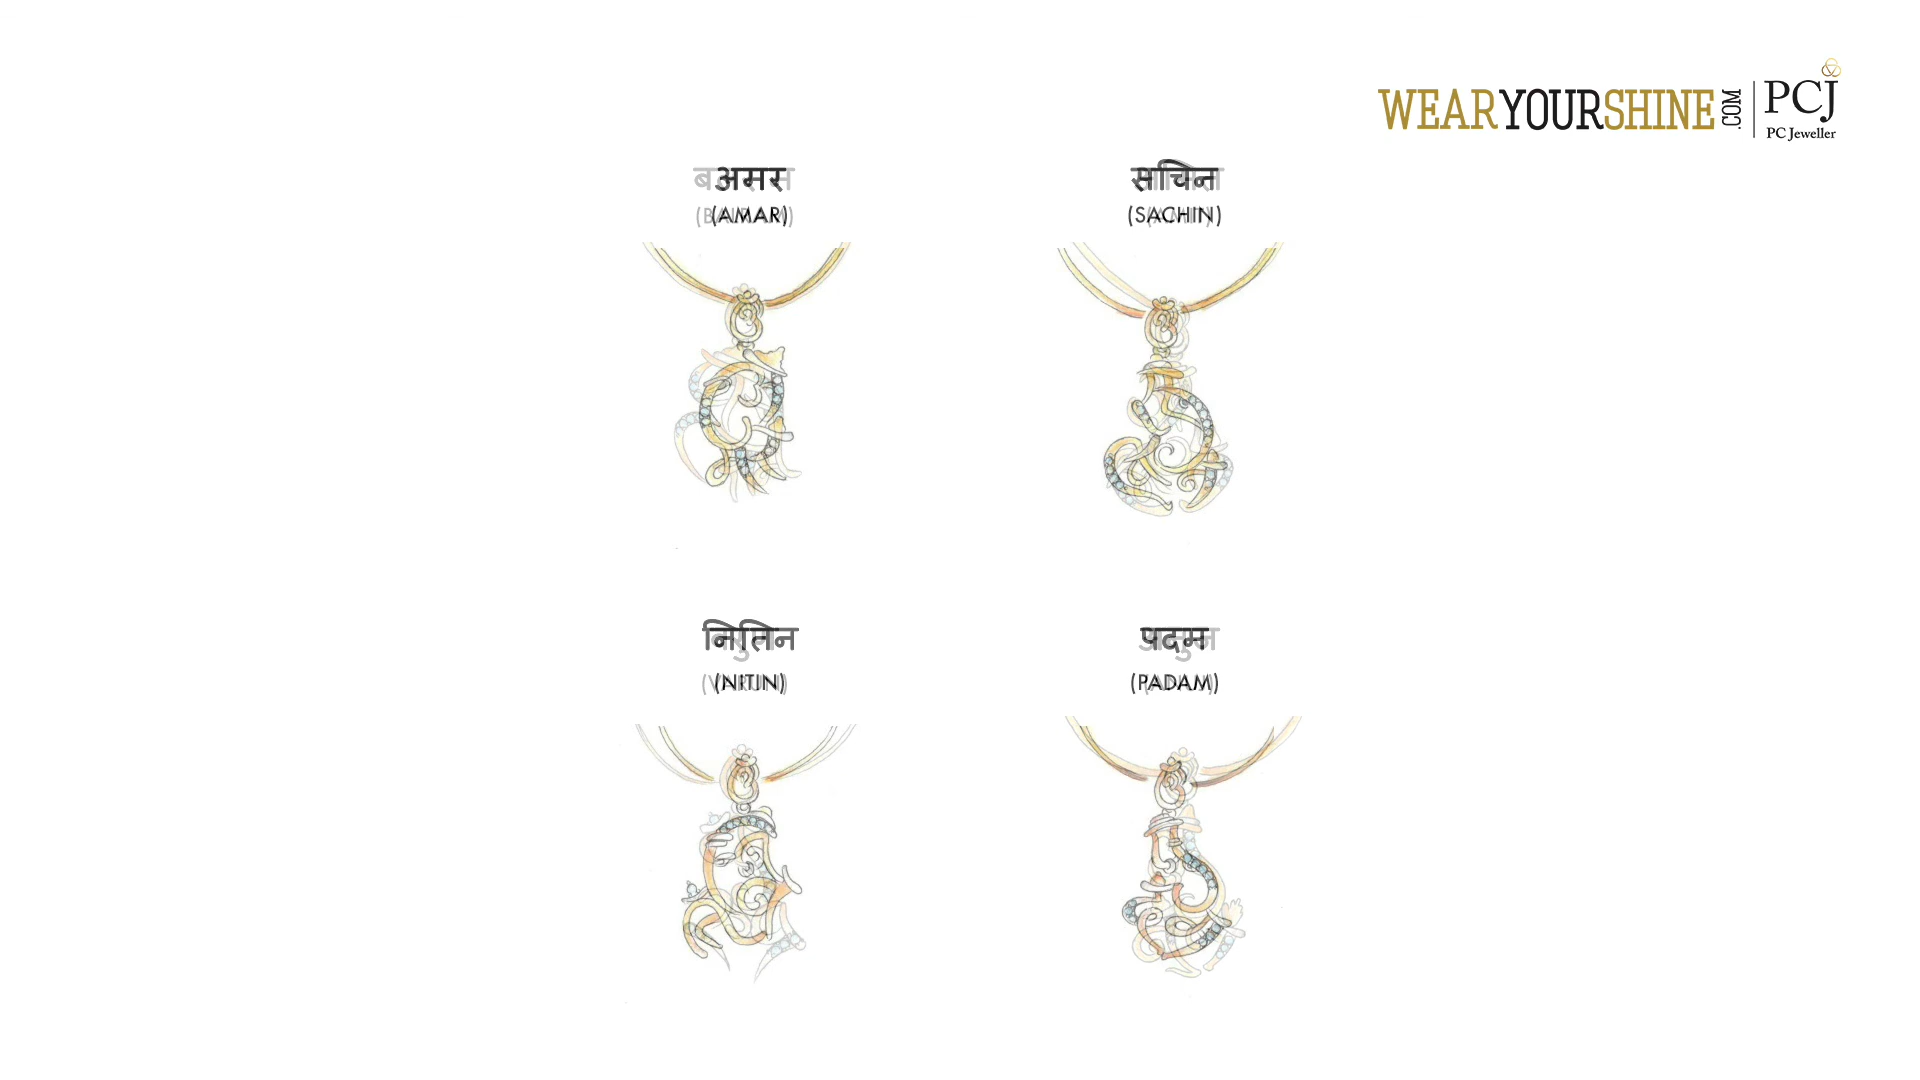 WEARYOURSHINE.COM
PCJ
PC Jeweller
अमर
(AMAR)
सचिन
(SACHIN)
नितिन
(NITIN)
पदम
(PADAM)